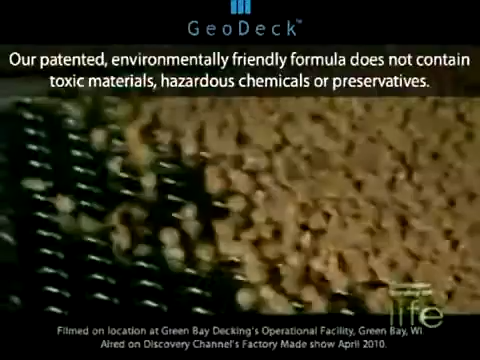 GeoDeck™
Our patented, environmentally friendly formula does not contain
toxic materials, hazardous chemicals or preservatives.
life
Filmed on location at Green Bay Decking's Operational Facility, Green Bay, WI.
Aired on Discovery Channel's Factory Made show April 2010.